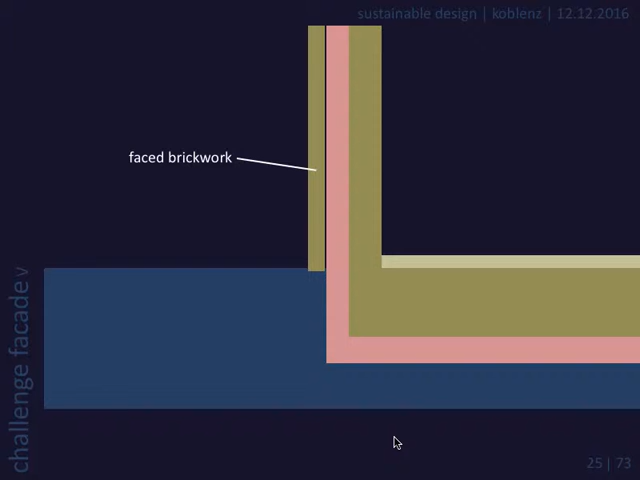 sustainable design | koblenz | 12.12.2016
faced brickwork
challenge facade v
25 | 73